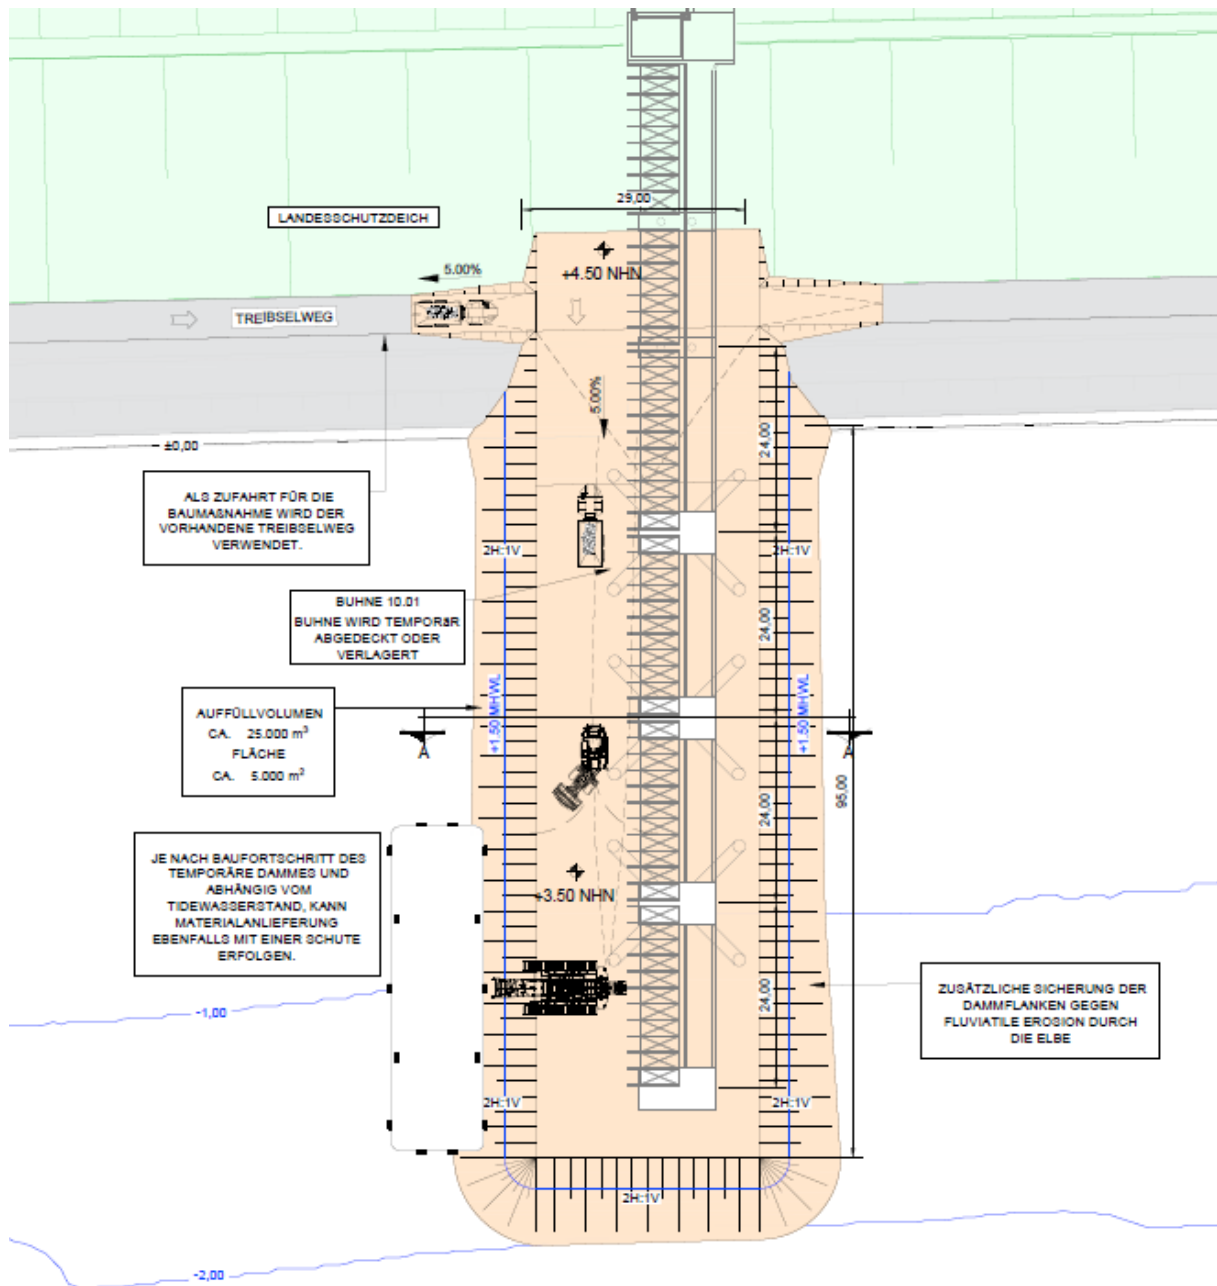 29,00
LANDESSCHUTZDEICH
+4.50 NHN
5.00%
TREIBSELWEG
5.00%
±0,00
24,00
ALS ZUFAHRT FÜR DIE
BAUMAßNAHME WIRD DER
VORHANDENE TREIBSELWEG
VERWENDET.
2H:1V
2H:1V
BUHNE 10.01
BUHNE WIRD TEMPORäR
ABGEDECKT ODER
VERLAGERT
24,00
+1.50 MHWL
+1.50 MHWL
AUFFÜLLVOLUMEN
CA. 25.000 m³
FLÄCHE
CA. 5.000 m²
A
A
24,00
95,00
JE NACH BAUFORTSCHRITT DES
TEMPORÄRE DAMMES UND
ABHÄNGIG VOM
TIDEWASSERSTAND, KANN
MATERIALANLIEFERUNG
EBENFALLS MIT EINER SCHUTE
ERFOLGEN.
+3.50 NHN
24,00
ZUSÄTZLICHE SICHERUNG DER
DAMMFLANKEN GEGEN
FLUVIATILE EROSION DURCH
DIE ELBE
-1,00
2H:1V
2H:1V
2H:1V
-2,00